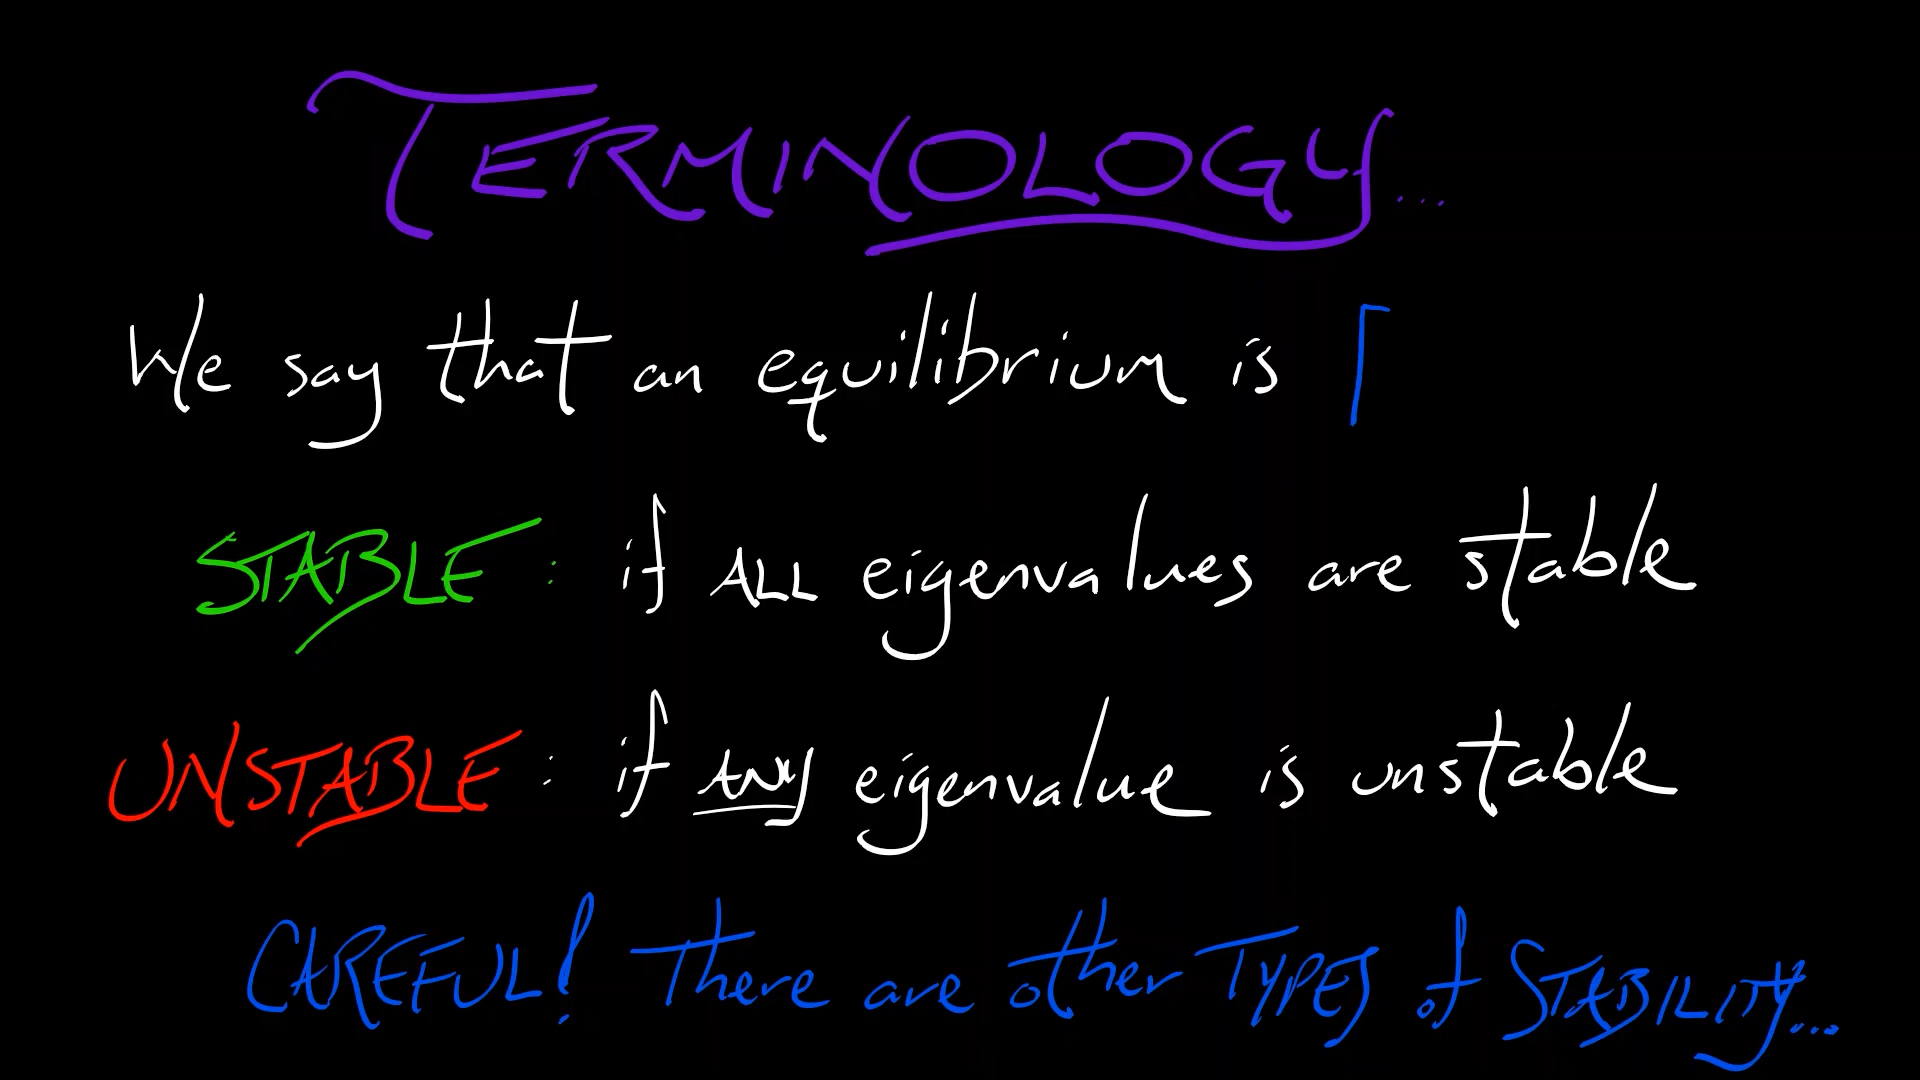 TERMINOLOGY...
We say that an equilibrium is
STABLE: if ALL eigenvalues are stable
UNSTABLE: if ANY eigenvalue is unstable
CAREFUL! There are other TYPES of STABILITY...